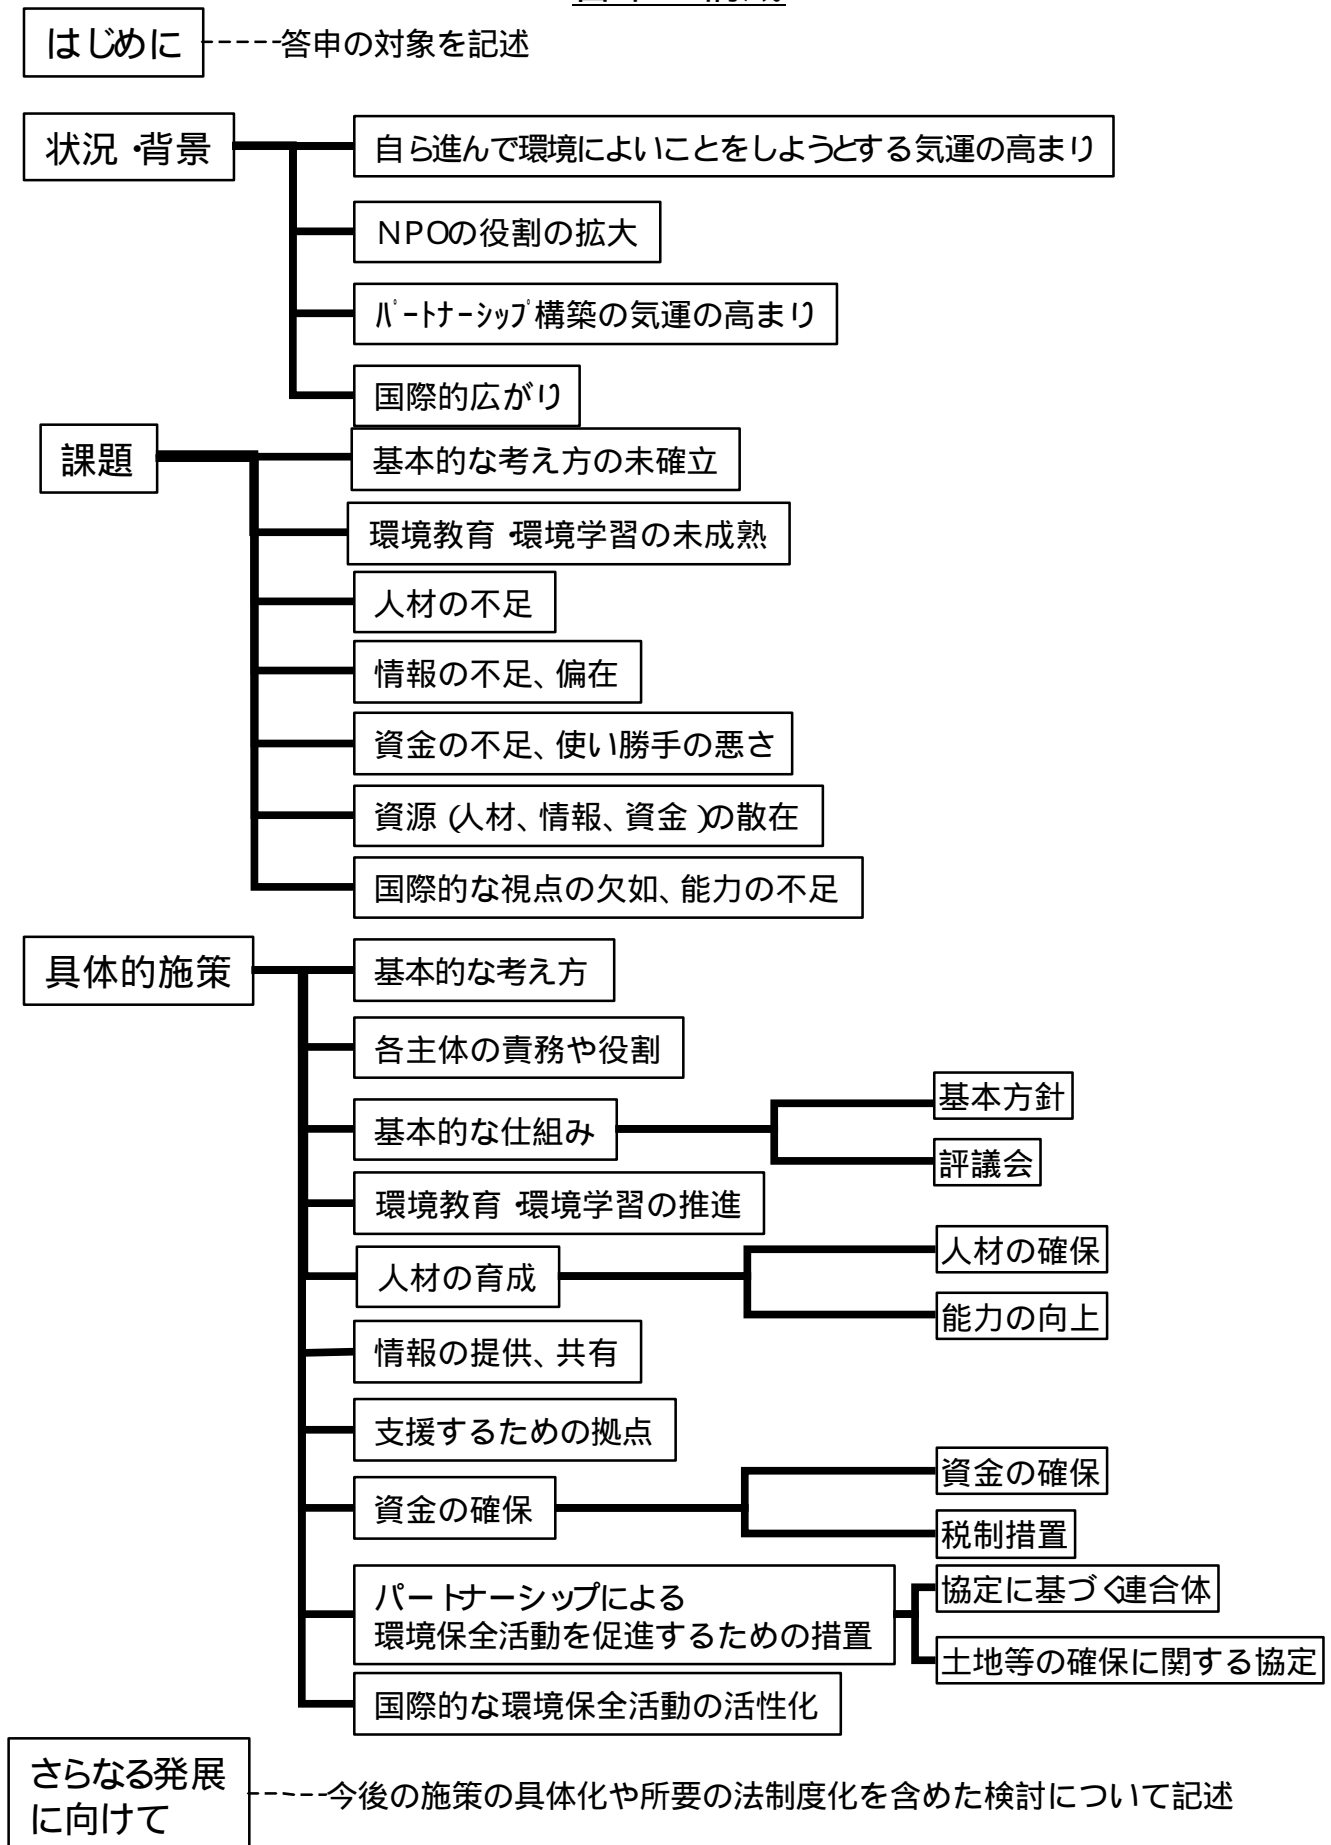 はじめに
答申の対象を記述
状況・背景
自ら進んで環境によいことをしようとする気運の高まり
NPOの役割の拡大
ﾊﾟｰﾄﾅｰｼｯﾌﾟ構築の気運の高まり
国際的広がり
課題
基本的な考え方の未確立
環境教育・環境学習の未成熟
人材の不足
情報の不足、偏在
資金の不足、使い勝手の悪さ
資源(人材、情報、資金)の散在
国際的な視点の欠如、能力の不足
具体的施策
基本的な考え方
各主体の責務や役割
基本的な仕組み
基本方針
評議会
環境教育・環境学習の推進
人材の育成
人材の確保
能力の向上
情報の提供、共有
支援するための拠点
資金の確保
資金の確保
税制措置
パートナーシップによる
環境保全活動を促進するための措置
協定に基づく連合体
土地等の確保に関する協定
国際的な環境保全活動の活性化
さらなる発展
に向けて
今後の施策の具体化や所要の法制度化を含めた検討について記述